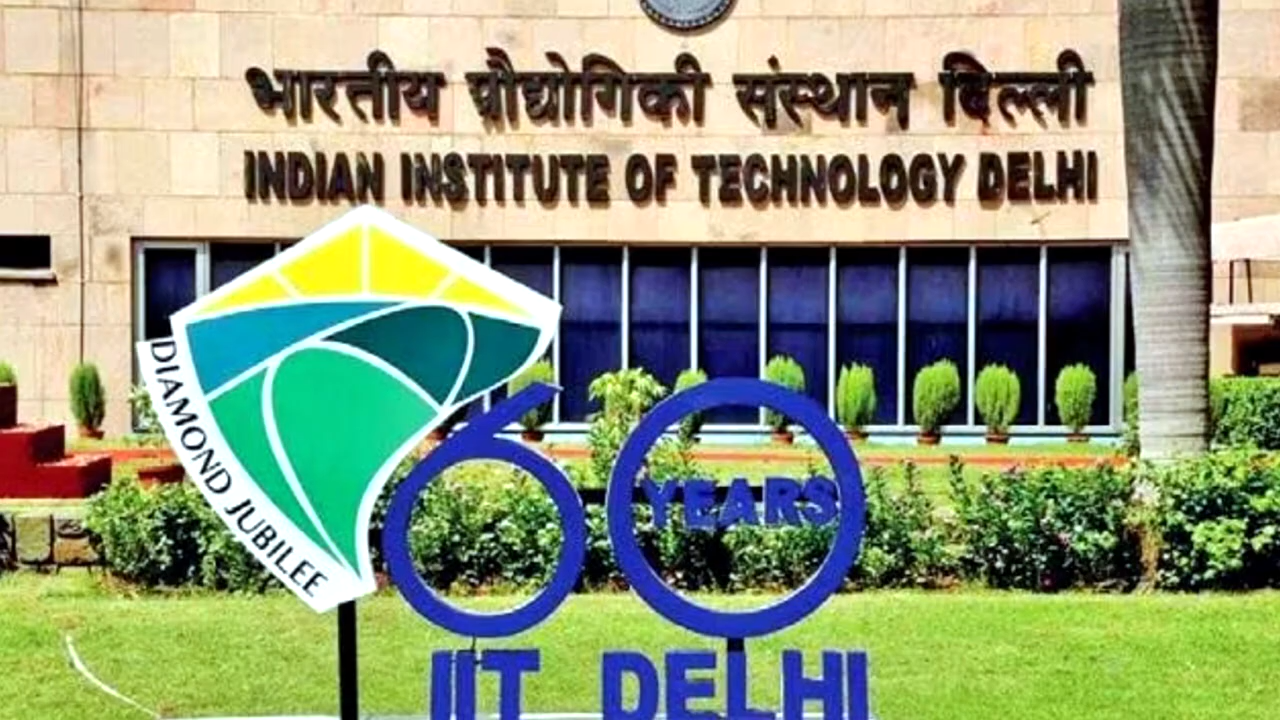 भारतीय प्रौद्योगिकी संस्थान दिल्ली
INDIAN INSTITUTE OF TECHNOLOGY DELHI
DIAMOND JUBILEE
60
YEARS
IIT DELHI